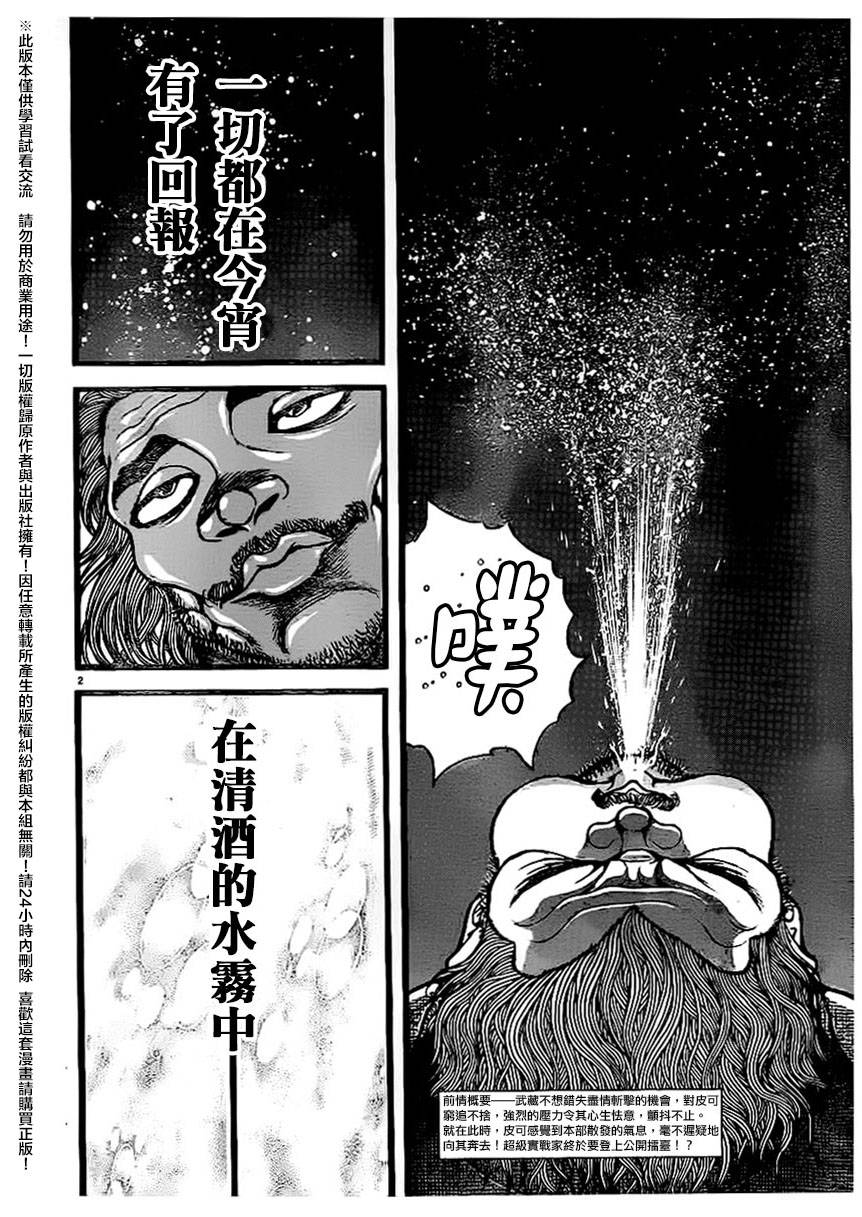 噗
前情概要——武藏不想錯失盡情斬擊的機會，對皮可
窮追不捨，強烈的壓力令其心生怯意，顫抖不止。
就在此時，皮可感覺到本部散發的氣息，毫不遲疑地
向其奔去！超級實戰家終於要登上公開擂臺！？
一切都在今宵
有了回報
2
在清酒的水霧中——
※此版本僅供學習試看交流　請勿用於商業用途！一切版權歸原作者與出版社擁有！因任意轉載所產生的版權糾紛都與本組無關！請24小時內刪除　喜歡這套漫畫請購買正版！